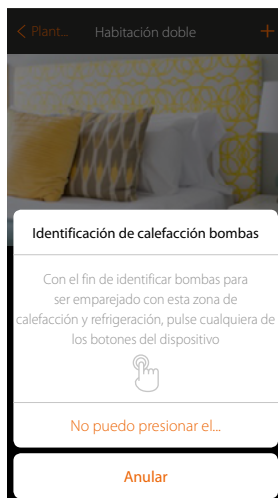 Plant... Habitación doble +
Identificación de calefacción bombas
Con el fin de identificar bombas para
ser emparejado con esta zona de
calefacción y refrigeración, pulse cualquiera de
los botones del dispositivo
No puedo presionar el...
Anular